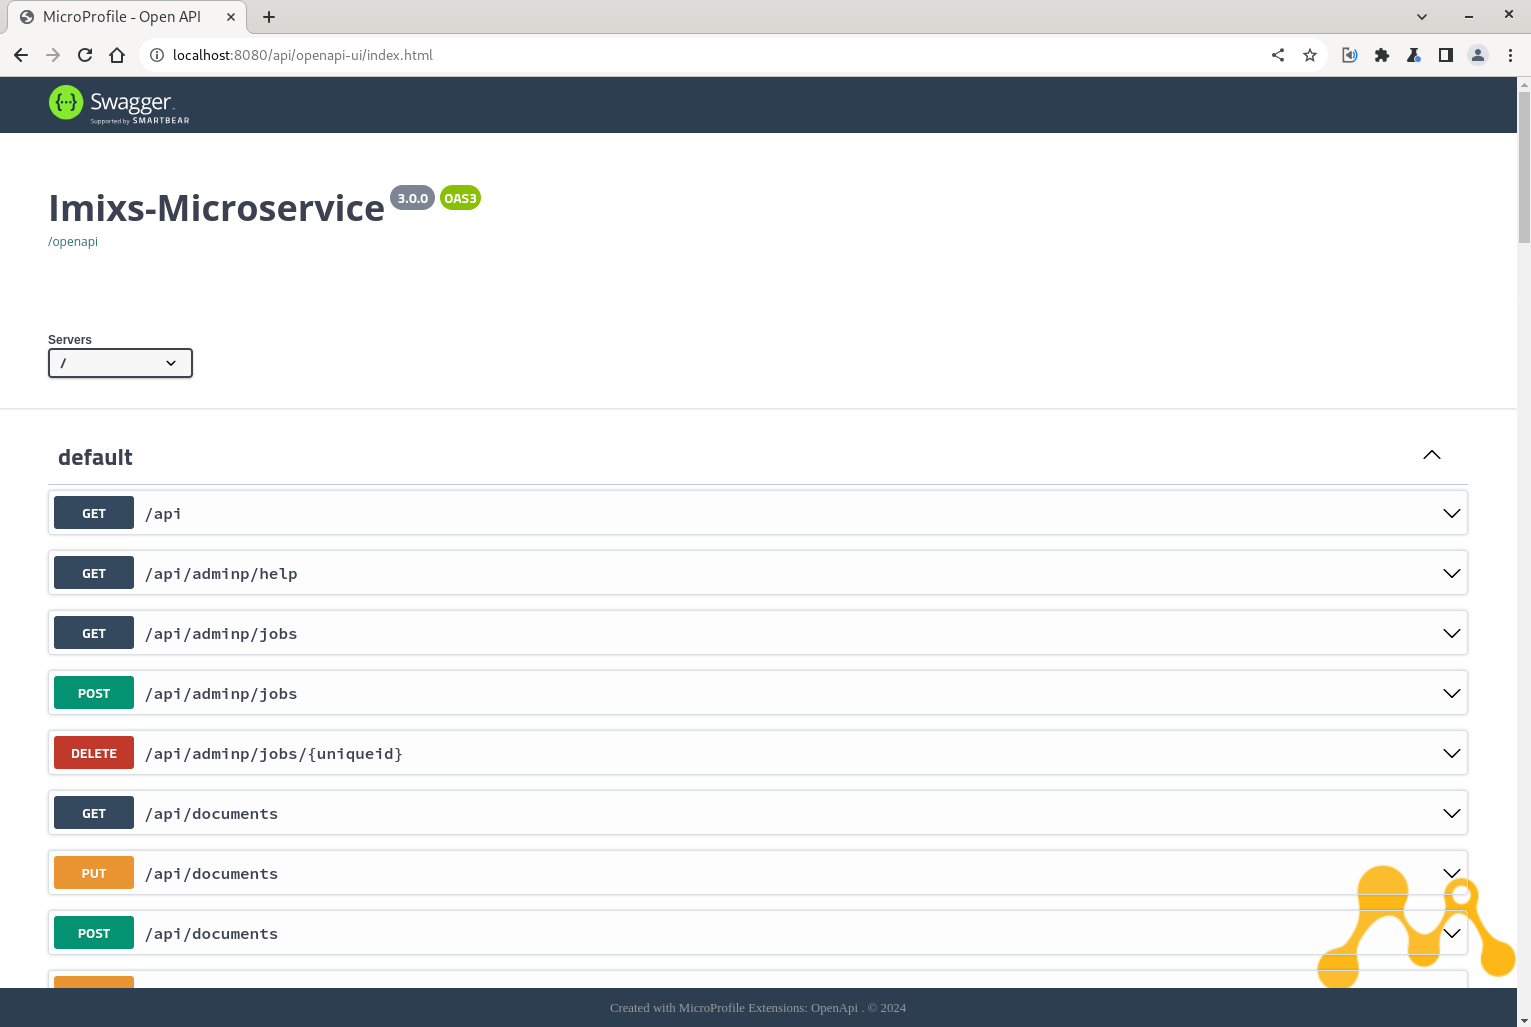 MicroProfile - Open API
localhost:8080/api/openapi-ui/index.html
Swagger.
Supported by SMARTBEAR
Imixs-Microservice 3.0.0 OAS3
/openapi
Servers
/
default
GET /api
GET /api/adminp/help
GET /api/adminp/jobs
POST /api/adminp/jobs
DELETE /api/adminp/jobs/{uniqueid}
GET /api/documents
PUT /api/documents
POST /api/documents
Created with MicroProfile Extensions: OpenApi . © 2024